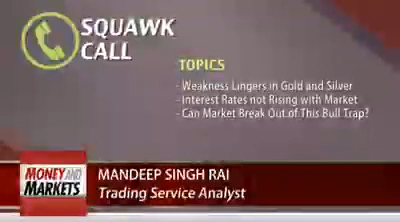 SQUAWK
CALL
TOPICS
- Weakness Lingers in Gold and Silver
- Interest Rates not Rising with Market
- Can Market Break Out of This Bull Trap?
MONEY AND
MARKETS
MANDEEP SINGH RAI
Trading Service Analyst